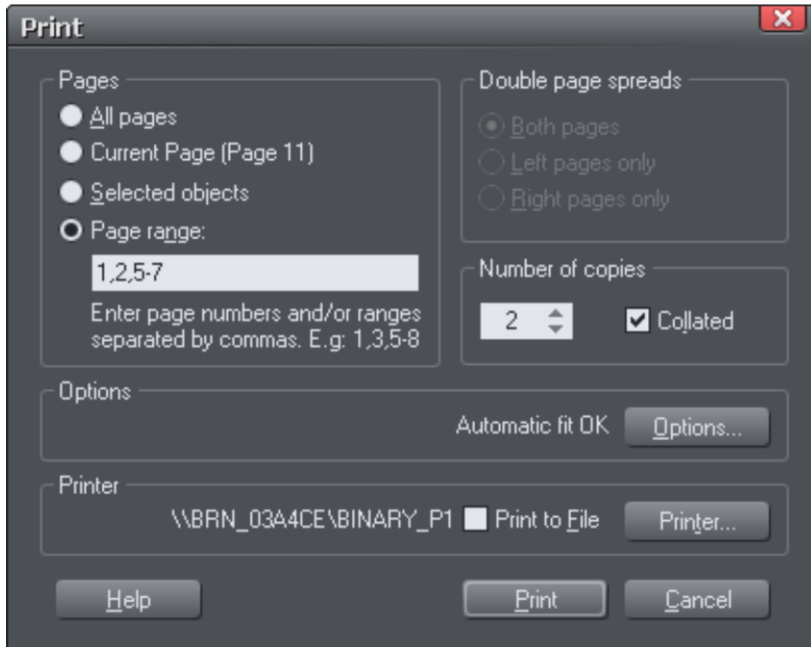 Print
Pages
All pages
Current Page (Page 11)
Selected objects
Page range:
1,2,5-7
Enter page numbers and/or ranges
separated by commas. E.g: 1,3,5-8
Double page spreads
Both pages
Left pages only
Right pages only
Number of copies
2 Collated
Options
Automatic fit OK Options...
Printer
\\BRN_03A4CE\BINARY_P1 Print to File Printer...
Help Print Cancel